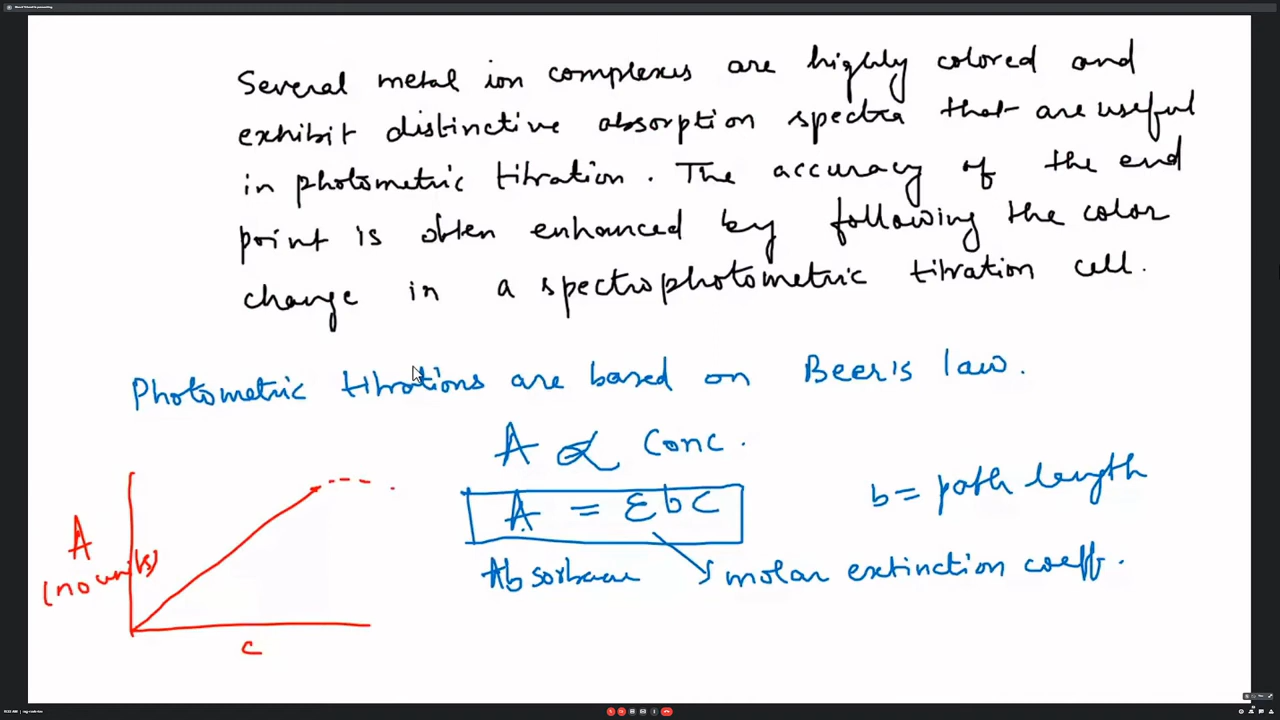 Several metal ion complexes are highly colored and
exhibit distinctive absorption spectra that are useful
in photometric titration. The accuracy of the end
point is often enhanced by following the color
change in a spectrophotometric titration cell.
Photometric titrations are based on Beer's law.
A ∝ Conc.
A = εbc
b = path length
Absorbance
molar extinction coeff.
A
(no units)
c